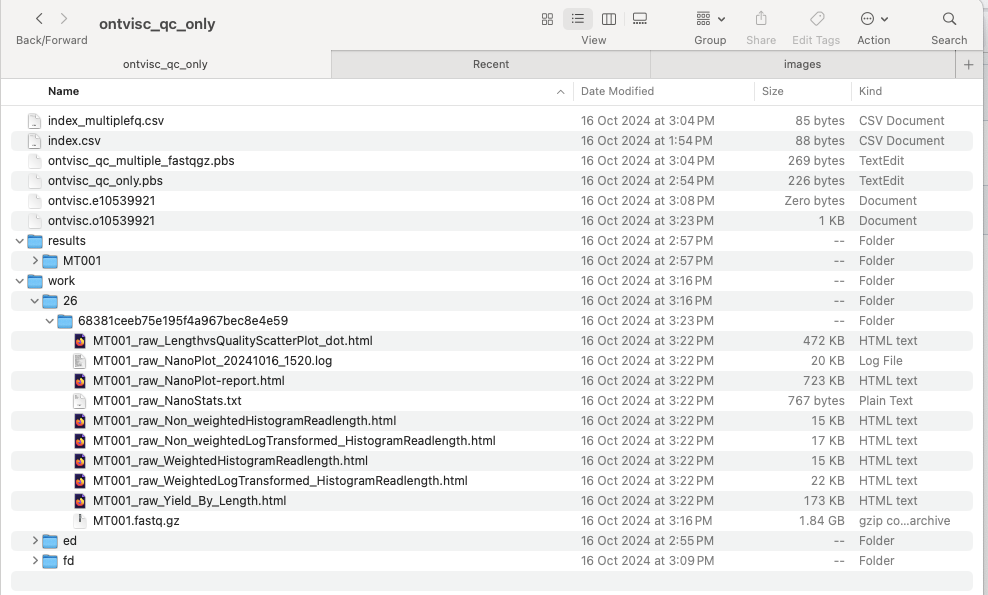 ontvisc_qc_only
Back/Forward View Group Share Edit Tags Action Search
ontvisc_qc_only Recent images +
Name Date Modified Size Kind
index_multiplefq.csv 16 Oct 2024 at 3:04 PM 85 bytes CSV Document
index.csv 16 Oct 2024 at 1:54 PM 88 bytes CSV Document
ontvisc_qc_multiple_fastqgz.pbs 16 Oct 2024 at 3:04 PM 269 bytes TextEdit
ontvisc_qc_only.pbs 16 Oct 2024 at 2:54 PM 226 bytes TextEdit
ontvisc.e10539921 16 Oct 2024 at 3:08 PM Zero bytes Document
ontvisc.o10539921 16 Oct 2024 at 3:23 PM 1 KB Document
results 16 Oct 2024 at 2:57 PM -- Folder
MT001 16 Oct 2024 at 2:57 PM -- Folder
work 16 Oct 2024 at 3:16 PM -- Folder
26 16 Oct 2024 at 3:16 PM -- Folder
68381ceeb75e195f4a967bec8e4e59 16 Oct 2024 at 3:23 PM -- Folder
MT001_raw_LengthvsQualityScatterPlot_dot.html 16 Oct 2024 at 3:22 PM 472 KB HTML text
MT001_raw_NanoPlot_20241016_1520.log 16 Oct 2024 at 3:22 PM 20 KB Log File
MT001_raw_NanoPlot-report.html 16 Oct 2024 at 3:22 PM 723 KB HTML text
MT001_raw_NanoStats.txt 16 Oct 2024 at 3:22 PM 767 bytes Plain Text
MT001_raw_Non_weightedHistogramReadlength.html 16 Oct 2024 at 3:22 PM 15 KB HTML text
MT001_raw_Non_weightedLogTransformed_HistogramReadlength.html 16 Oct 2024 at 3:22 PM 17 KB HTML text
MT001_raw_WeightedHistogramReadlength.html 16 Oct 2024 at 3:22 PM 15 KB HTML text
MT001_raw_WeightedLogTransformed_HistogramReadlength.html 16 Oct 2024 at 3:22 PM 22 KB HTML text
MT001_raw_Yield_By_Length.html 16 Oct 2024 at 3:22 PM 173 KB HTML text
MT001.fastq.gz 16 Oct 2024 at 3:16 PM 1.84 GB gzip co...archive
ed 16 Oct 2024 at 2:55 PM -- Folder
fd 16 Oct 2024 at 3:09 PM -- Folder